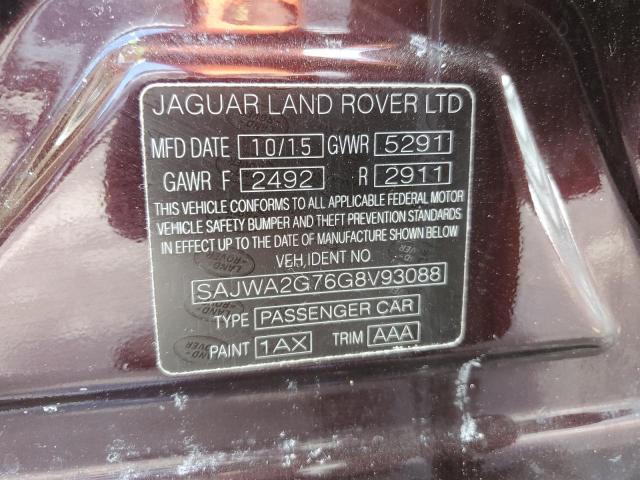 JAGUAR LAND ROVER LTD
MFD DATE 10/15 GVWR 5291
GAWR F 2492 R 2911
THIS VEHICLE CONFORMS TO ALL APPLICABLE FEDERAL MOTOR
VEHICLE SAFETY BUMPER AND THEFT PREVENTION STANDARDS
IN EFFECT UP TO THE DATE OF MANUFACTURE SHOWN ABOVE
VEH, IDENT NO
SAJWA2G76G8V93088
TYPE PASSENGER CAR
PAINT 1AX TRIM AAA